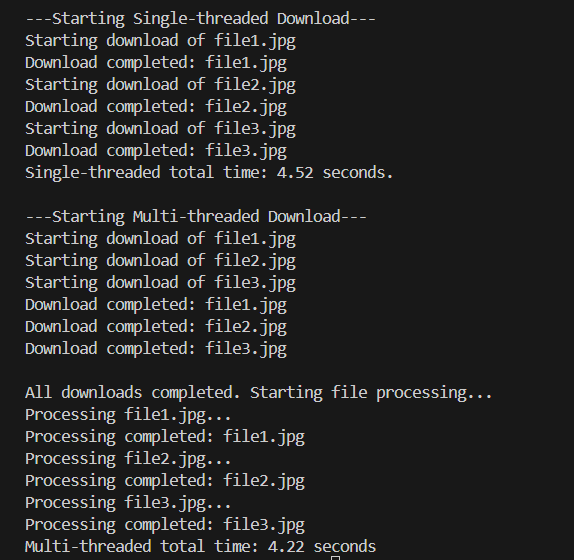 ---Starting Single-threaded Download---
Starting download of file1.jpg
Download completed: file1.jpg
Starting download of file2.jpg
Download completed: file2.jpg
Starting download of file3.jpg
Download completed: file3.jpg
Single-threaded total time: 4.52 seconds.

---Starting Multi-threaded Download---
Starting download of file1.jpg
Starting download of file2.jpg
Starting download of file3.jpg
Download completed: file1.jpg
Download completed: file2.jpg
Download completed: file3.jpg

All downloads completed. Starting file processing...
Processing file1.jpg...
Processing completed: file1.jpg
Processing file2.jpg...
Processing completed: file2.jpg
Processing file3.jpg...
Processing completed: file3.jpg
Multi-threaded total time: 4.22 seconds